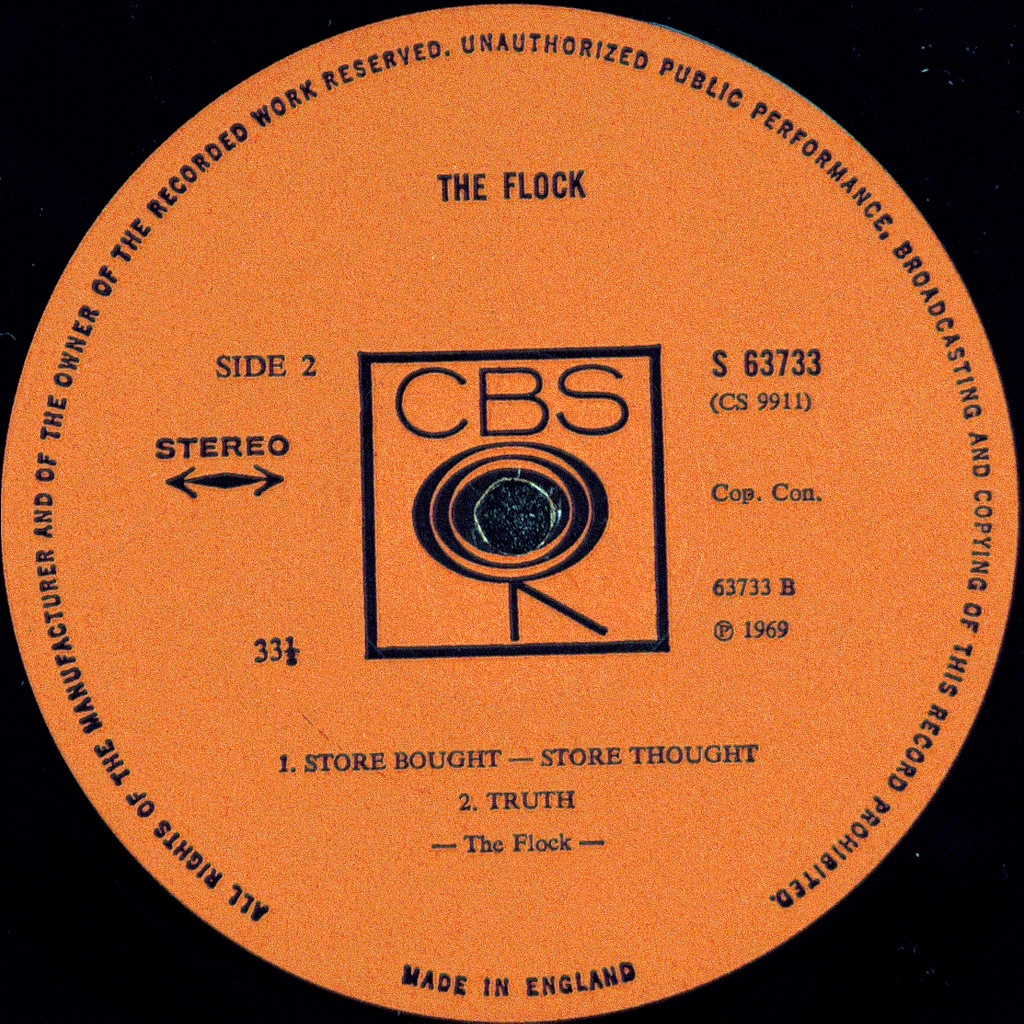 ALL RIGHTS OF THE MANUFACTURER AND OF THE OWNER OF THE RECORDED WORK RESERVED. UNAUTHORIZED PUBLIC PERFORMANCE, BROADCASTING AND COPYING OF THIS RECORD PROHIBITED.
THE FLOCK
SIDE 2
STEREO
33⅓
CBS
S 63733
(CS 9911)
Cop. Con.
63733 B
℗ 1969
1. STORE BOUGHT — STORE THOUGHT
2. TRUTH
— The Flock —
MADE IN ENGLAND